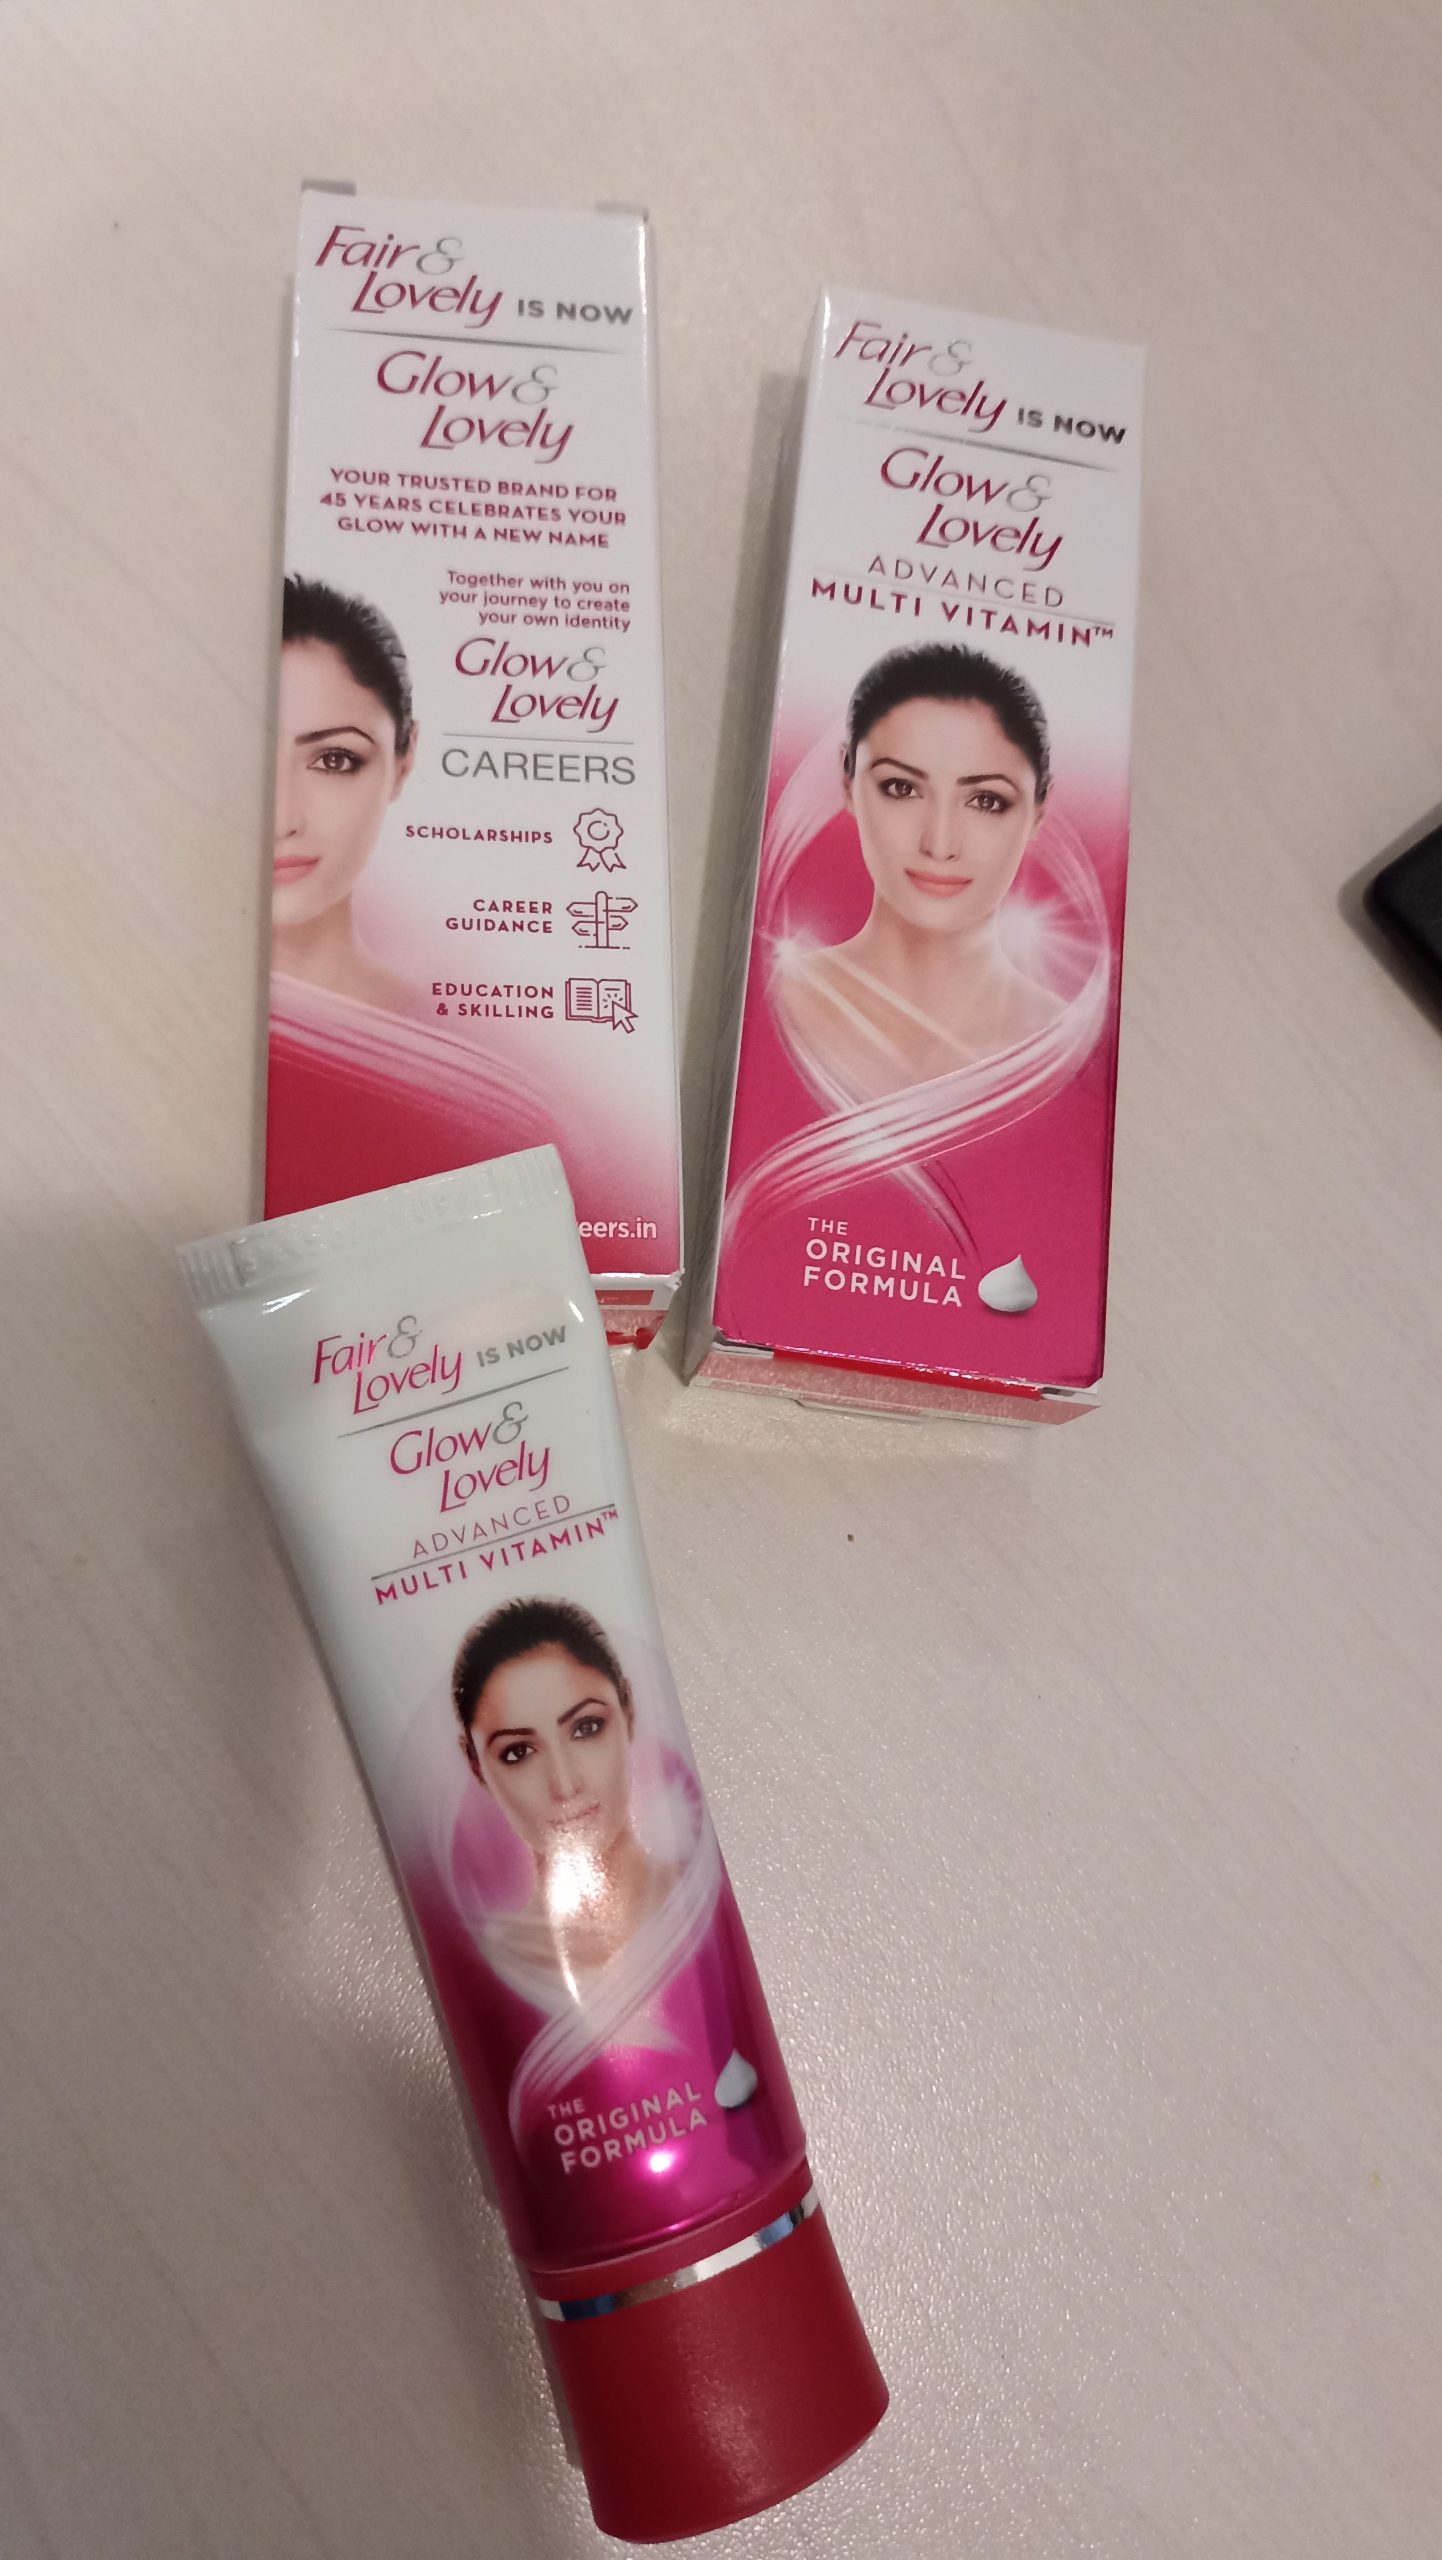 Fair &
Lovely IS NOW
Glow &
Lovely
YOUR TRUSTED BRAND FOR
45 YEARS CELEBRATES YOUR
GLOW WITH A NEW NAME
Together with you on
your journey to create
your own identity
Glow &
Lovely
CAREERS
SCHOLARSHIPS
CAREER
GUIDANCE
EDUCATION
& SKILLING
eers.in
Fair &
Lovely IS NOW
Glow &
Lovely
ADVANCED
MULTI VITAMIN™
THE
ORIGINAL
FORMULA
Fair &
Lovely IS NOW
Glow &
Lovely
ADVANCED
MULTI VITAMIN™
THE
ORIGINAL
FORMULA